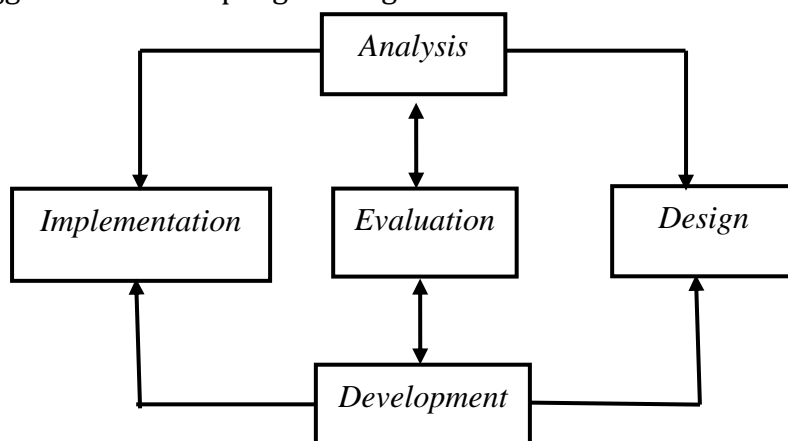 Analysis
Implementation
Evaluation
Design
Development